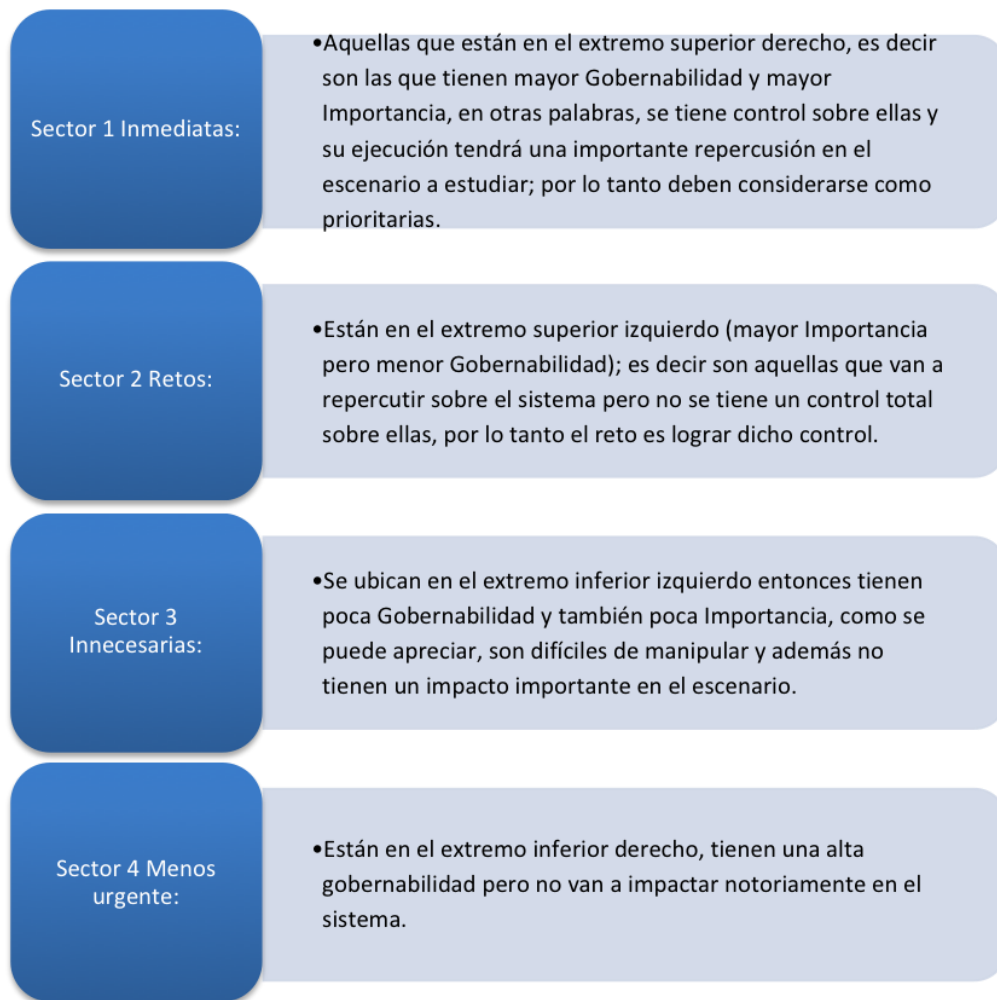 Sector 1 Inmediatas:
•Aquellas que están en el extremo superior derecho, es decir
son las que tienen mayor Gobernabilidad y mayor
Importancia, en otras palabras, se tiene control sobre ellas y
su ejecución tendrá una importante repercusión en el
escenario a estudiar; por lo tanto deben considerarse como
prioritarias.
Sector 2 Retos:
•Están en el extremo superior izquierdo (mayor Importancia
pero menor Gobernabilidad); es decir son aquellas que van a
repercutir sobre el sistema pero no se tiene un control total
sobre ellas, por lo tanto el reto es lograr dicho control.
Sector 3
Innecesarias:
•Se ubican en el extremo inferior izquierdo entonces tienen
poca Gobernabilidad y también poca Importancia, como se
puede apreciar, son difíciles de manipular y además no
tienen un impacto importante en el escenario.
Sector 4 Menos
urgente:
•Están en el extremo inferior derecho, tienen una alta
gobernabilidad pero no van a impactar notoriamente en el
sistema.